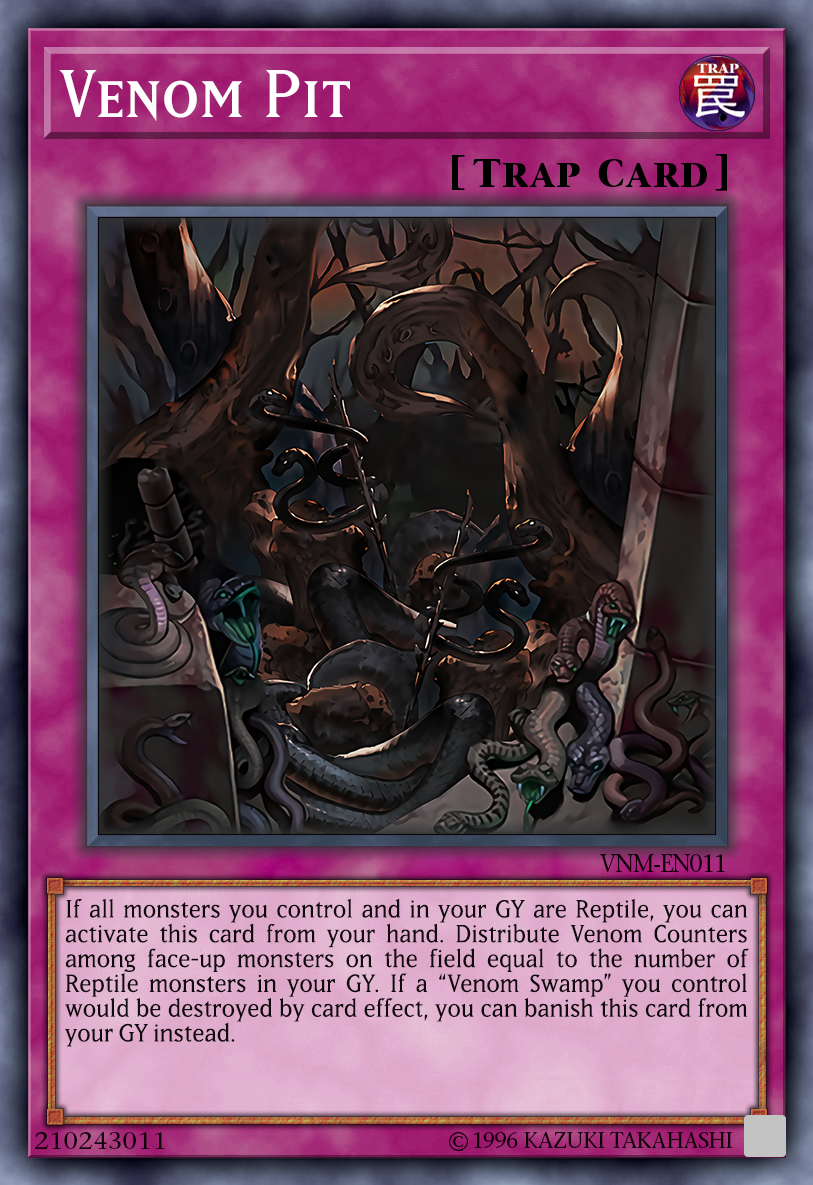 Venom Pit
TRAP
罠
[Trap Card]
VNM-EN011
If all monsters you control and in your GY are Reptile, you can
activate this card from your hand. Distribute Venom Counters
among face-up monsters on the field equal to the number of
Reptile monsters in your GY. If a “Venom Swamp” you control
would be destroyed by card effect, you can banish this card from
your GY instead.
210243011
© 1996 KAZUKI TAKAHASHI